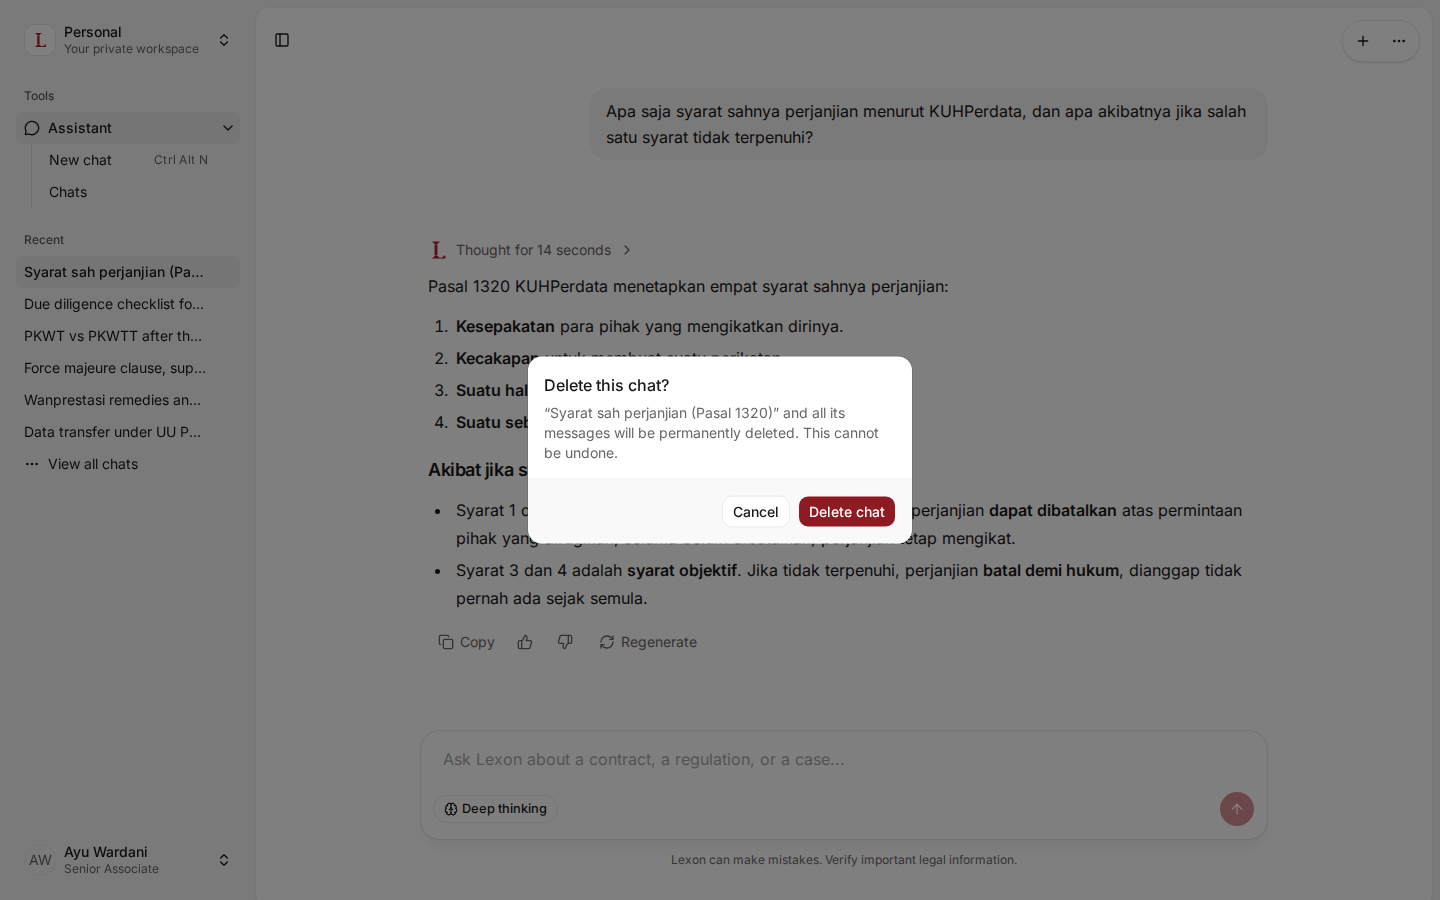 L
Personal
Your private workspace
Tools
Assistant
New chat Ctrl Alt N
Chats
Recent
Syarat sah perjanjian (Pa...
Due diligence checklist fo...
PKWT vs PKWTT after th...
Force majeure clause, sup...
Wanprestasi remedies an...
Data transfer under UU P...
View all chats
AW
Ayu Wardani
Senior Associate
Apa saja syarat sahnya perjanjian menurut KUHPerdata, dan apa akibatnya jika salah
satu syarat tidak terpenuhi?
L Thought for 14 seconds
Pasal 1320 KUHPerdata menetapkan empat syarat sahnya perjanjian:
1. Kesepakatan para pihak yang mengikatkan dirinya.
2. Kecakapan
3. Suatu hal
4. Suatu
Akibat jika
Delete this chat?
“Syarat sah perjanjian (Pasal 1320)” and all its
messages will be permanently deleted. This cannot
be undone.
Cancel Delete chat
Syarat 1 perjanjian dapat dibatalkan atas permintaan
pihak yang tetap mengikat.
Syarat 3 dan 4 adalah syarat objektif. Jika tidak terpenuhi, perjanjian batal demi hukum, dianggap tidak
pernah ada sejak semula.
Copy Regenerate
Ask Lexon about a contract, a regulation, or a case...
Deep thinking
Lexon can make mistakes. Verify important legal information.